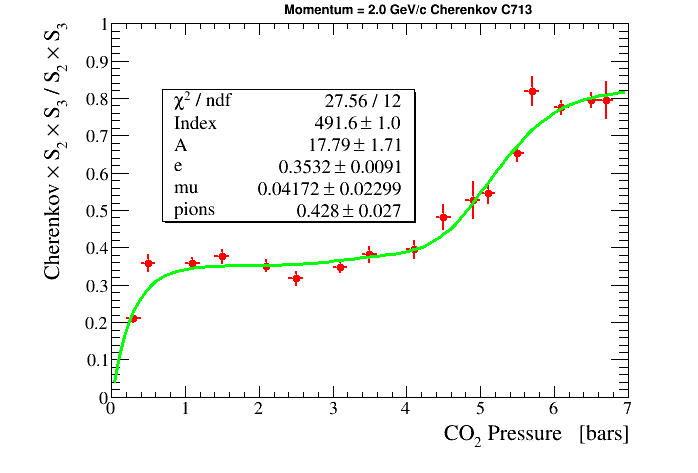 Momentum = 2.0 GeV/c Cherenkov C713
Cherenkov × S₂ × S₃ / S₂ × S₃
1
0.9
0.8
0.7
0.6
0.5
0.4
0.3
0.2
0.1
0
χ² / ndf 27.56 / 12
Index 491.6 ± 1.0
A 17.79 ± 1.71
e 0.3532 ± 0.0091
mu 0.04172 ± 0.02299
pions 0.428 ± 0.027
0 1 2 3 4 5 6 7
CO₂ Pressure [bars]